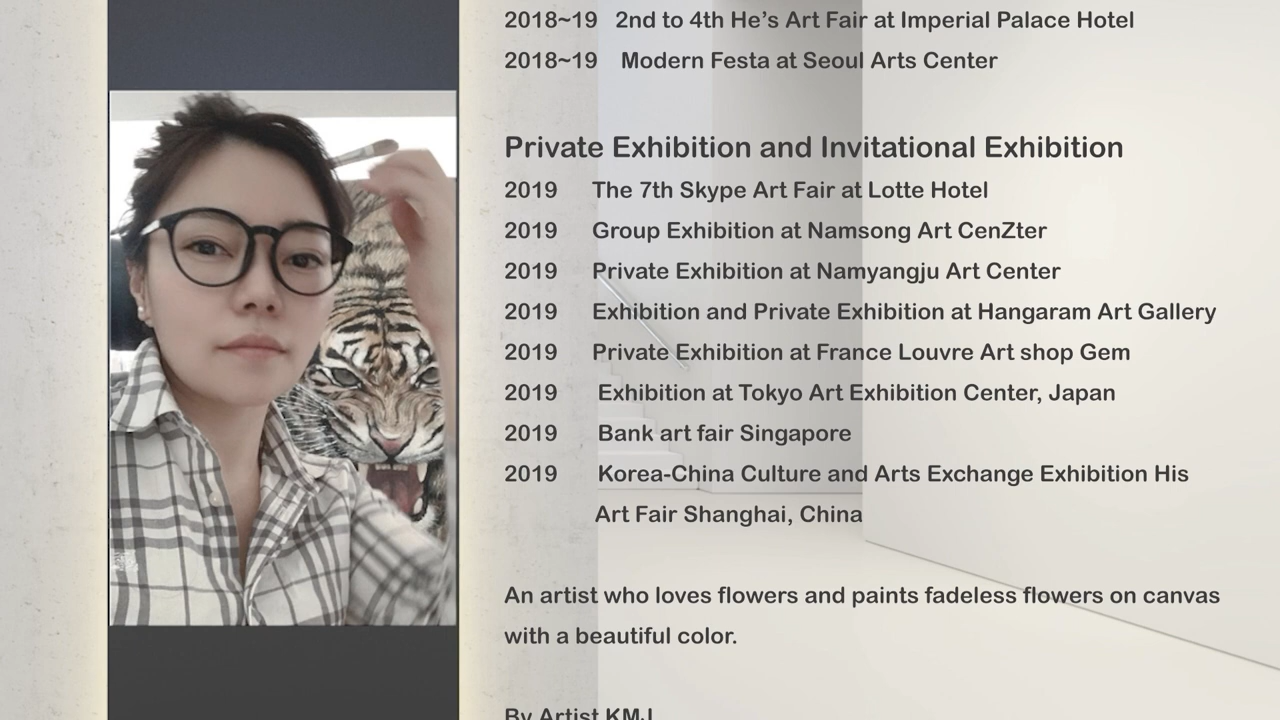 2018~19 2nd to 4th He’s Art Fair at Imperial Palace Hotel
2018~19 Modern Festa at Seoul Arts Center
Private Exhibition and Invitational Exhibition
2019 The 7th Skype Art Fair at Lotte Hotel
2019 Group Exhibition at Namsong Art CenZter
2019 Private Exhibition at Namyangju Art Center
2019 Exhibition and Private Exhibition at Hangaram Art Gallery
2019 Private Exhibition at France Louvre Art shop Gem
2019 Exhibition at Tokyo Art Exhibition Center, Japan
2019 Bank art fair Singapore
2019 Korea-China Culture and Arts Exchange Exhibition His
Art Fair Shanghai, China
An artist who loves flowers and paints fadeless flowers on canvas
with a beautiful color.
By Artist KMJ